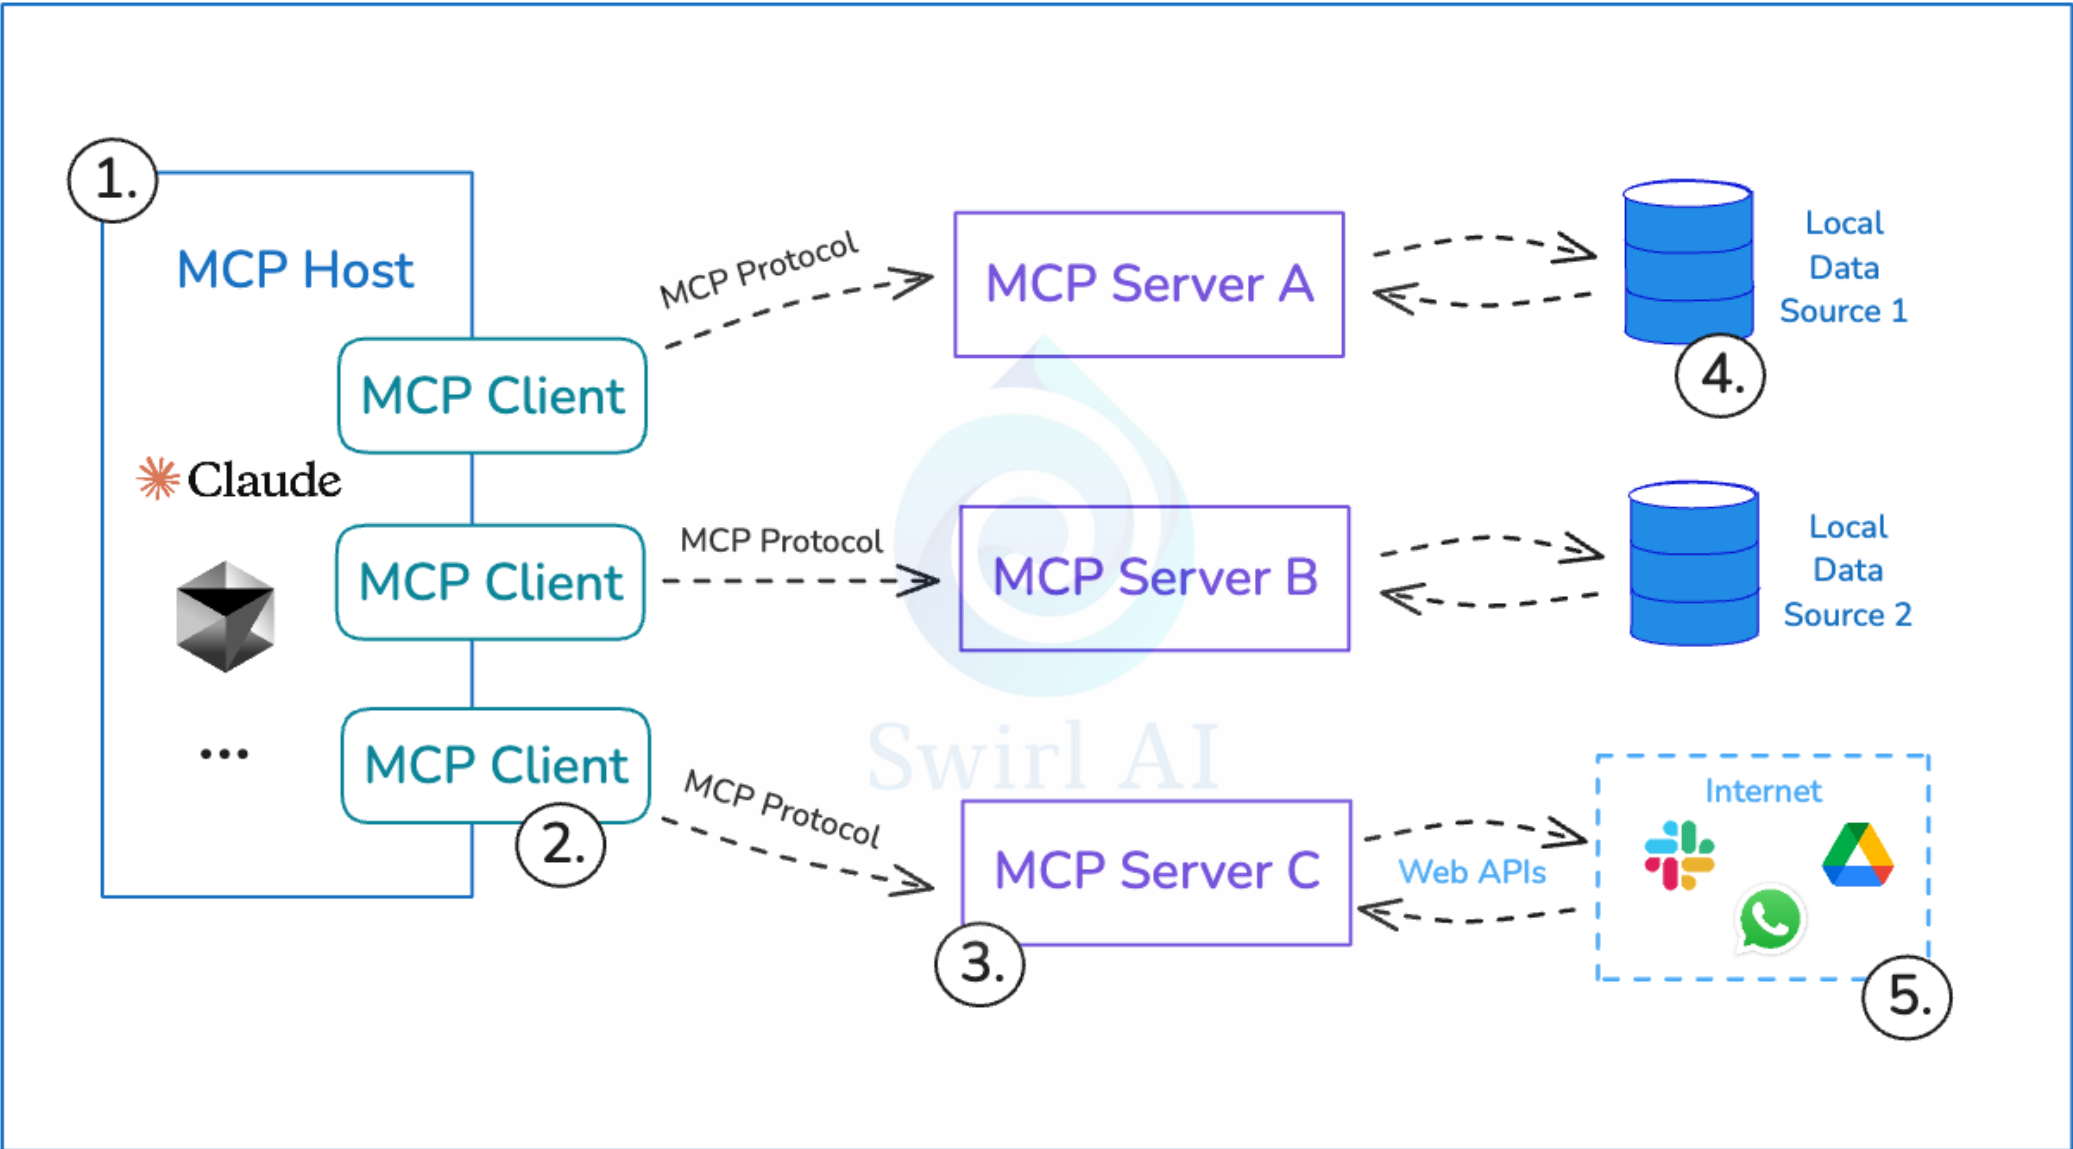 1.
MCP Host
MCP Client
Claude
MCP Client
...
MCP Client
2.
MCP Protocol
MCP Protocol
MCP Protocol
MCP Server A
MCP Server B
Swirl AI
MCP Server C
3.
Local
Data
Source 1
4.
Local
Data
Source 2
Web APIs
Internet
5.